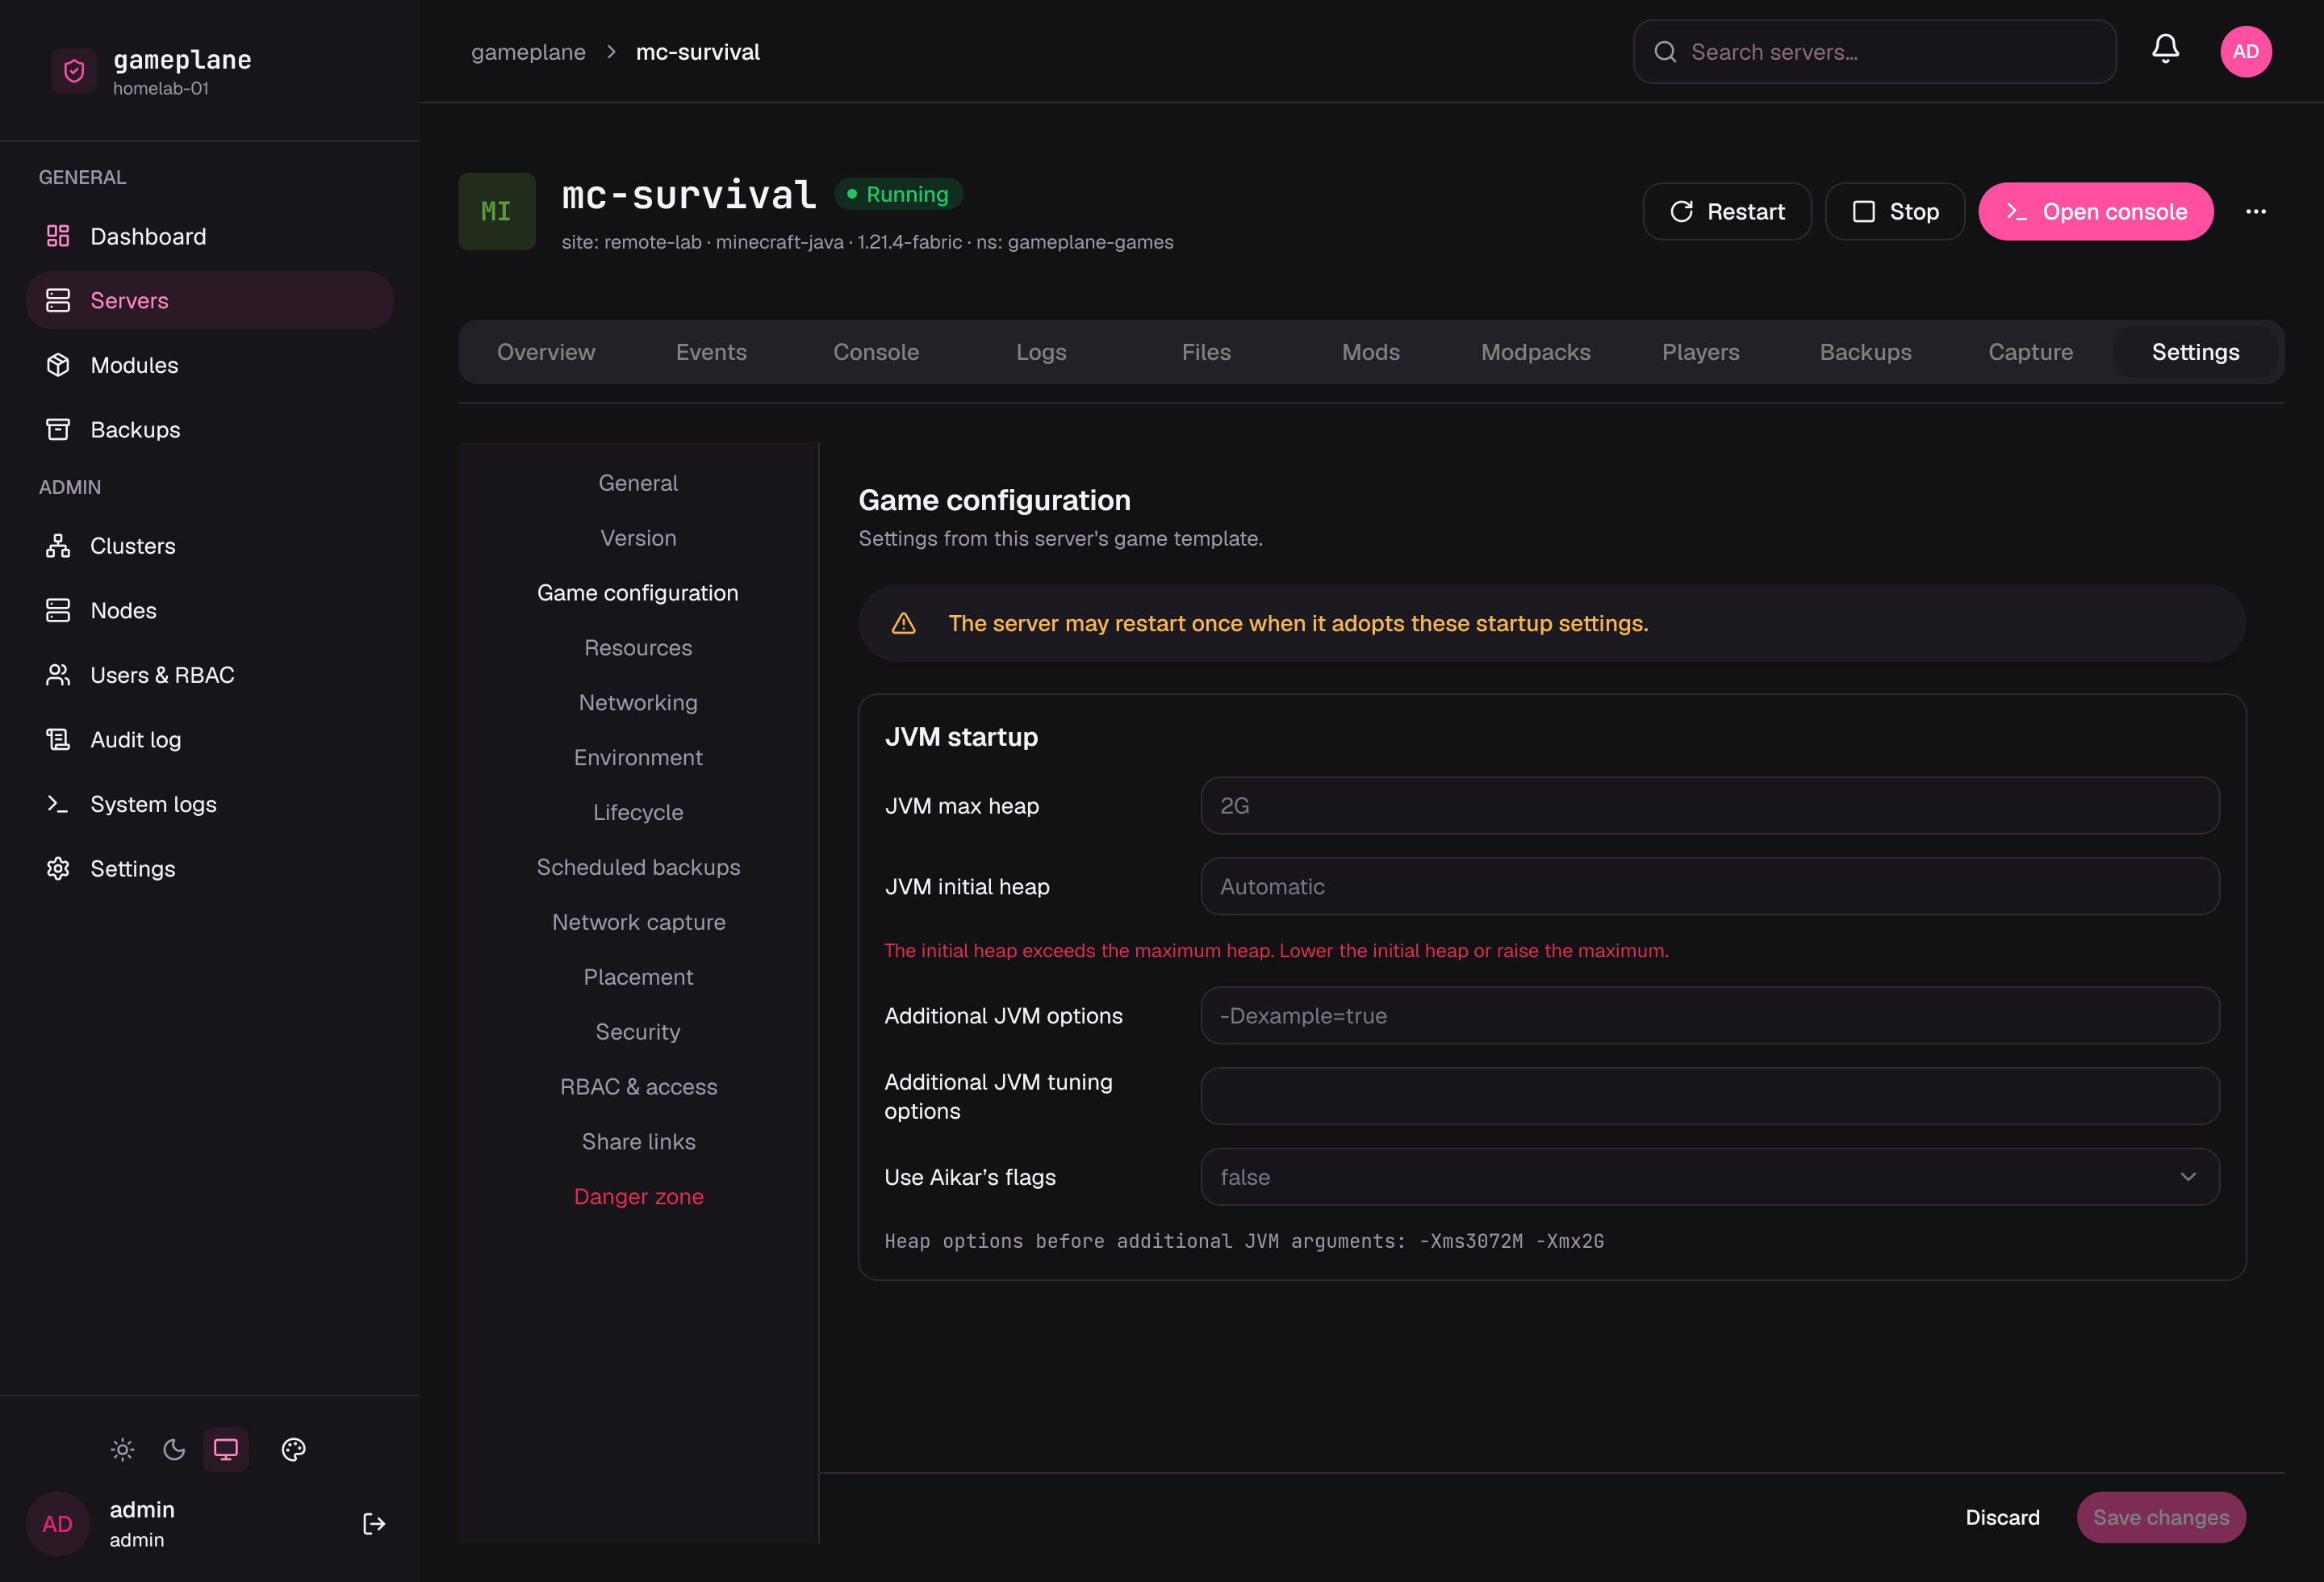 gameplane
homelab-01
GENERAL
Dashboard
Servers
Modules
Backups
ADMIN
Clusters
Nodes
Users & RBAC
Audit log
System logs
Settings
AD
admin
admin
gameplane
mc-survival
Search servers…
AD
MI
mc-survival
Running
site: remote-lab · minecraft-java · 1.21.4-fabric · ns: gameplane-games
Restart
Stop
Open console
Overview
Events
Console
Logs
Files
Mods
Modpacks
Players
Backups
Capture
Settings
General
Version
Game configuration
Resources
Networking
Environment
Lifecycle
Scheduled backups
Network capture
Placement
Security
RBAC & access
Share links
Danger zone
Game configuration
Settings from this server's game template.
The server may restart once when it adopts these startup settings.
JVM startup
JVM max heap
2G
JVM initial heap
Automatic
The initial heap exceeds the maximum heap. Lower the initial heap or raise the maximum.
Additional JVM options
-Dexample=true
Additional JVM tuning
options
Use Aikar’s flags
false
Heap options before additional JVM arguments: -Xms3072M -Xmx2G
Discard
Save changes